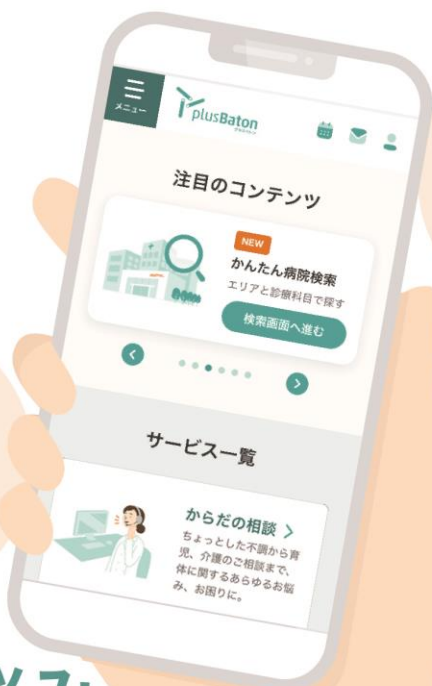 メニュー
plusBaton
注目のコンテンツ
NEW
かんたん病院検索
エリアと診療科目で探す
検索画面へ進む
サービス一覧
からだの相談
ちょっとした不調から育
児、介護のご相談まで、
体に関するあらゆるお悩
み、お困りに。